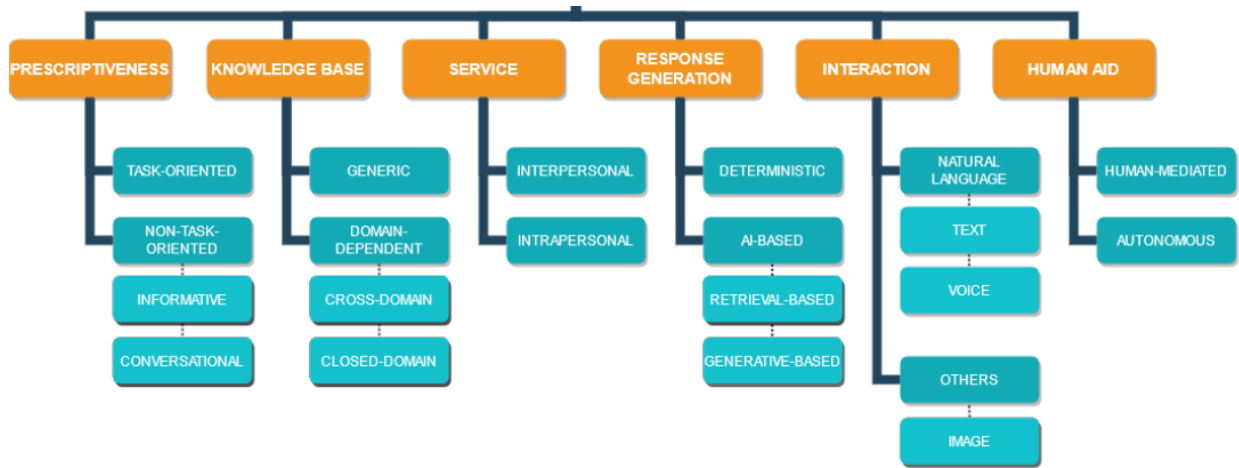 PRESCRIPTIVENESS
KNOWLEDGE BASE
SERVICE
RESPONSE
GENERATION
INTERACTION
HUMAN AID
TASK-ORIENTED
NON-TASK-
ORIENTED
INFORMATIVE
CONVERSATIONAL
GENERIC
DOMAIN-
DEPENDENT
CROSS-DOMAIN
CLOSED-DOMAIN
INTERPERSONAL
INTRAPERSONAL
DETERMINISTIC
AI-BASED
RETRIEVAL-BASED
GENERATIVE-BASED
NATURAL
LANGUAGE
TEXT
VOICE
OTHERS
IMAGE
HUMAN-MEDIATED
AUTONOMOUS